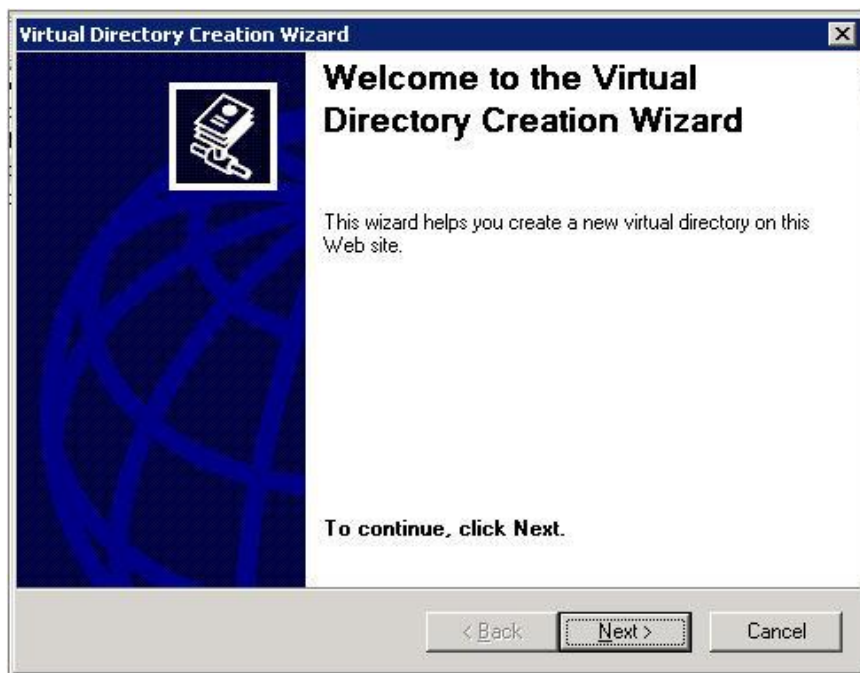 Virtual Directory Creation Wizard
Welcome to the Virtual
Directory Creation Wizard
This wizard helps you create a new virtual directory on this
Web site.
To continue, click Next.
< Back
Next >
Cancel